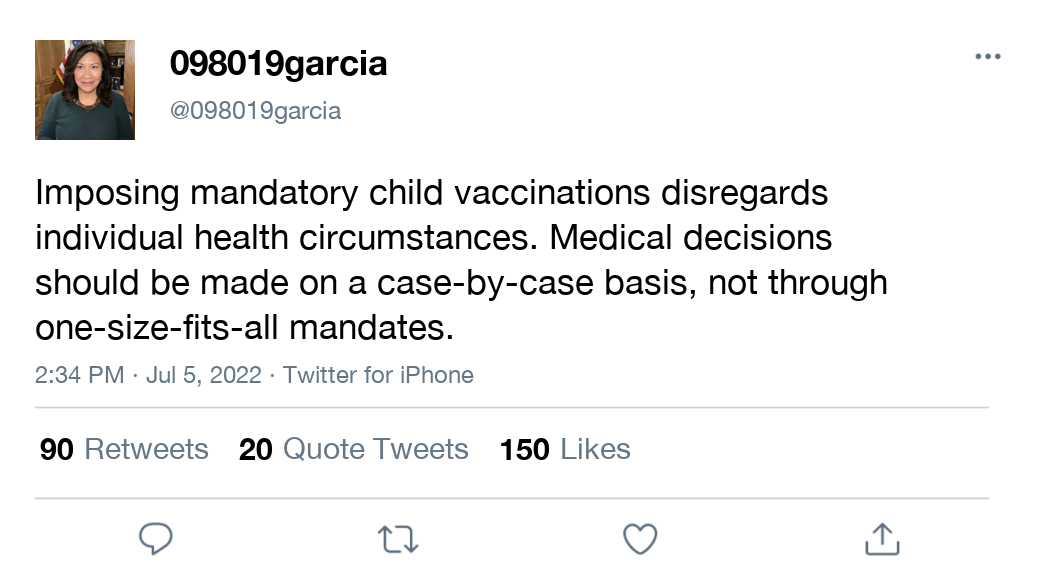 098019garcia
@098019garcia
Imposing mandatory child vaccinations disregards
individual health circumstances. Medical decisions
should be made on a case-by-case basis, not through
one-size-fits-all mandates.
2:34 PM · Jul 5, 2022 · Twitter for iPhone
90 Retweets 20 Quote Tweets 150 Likes